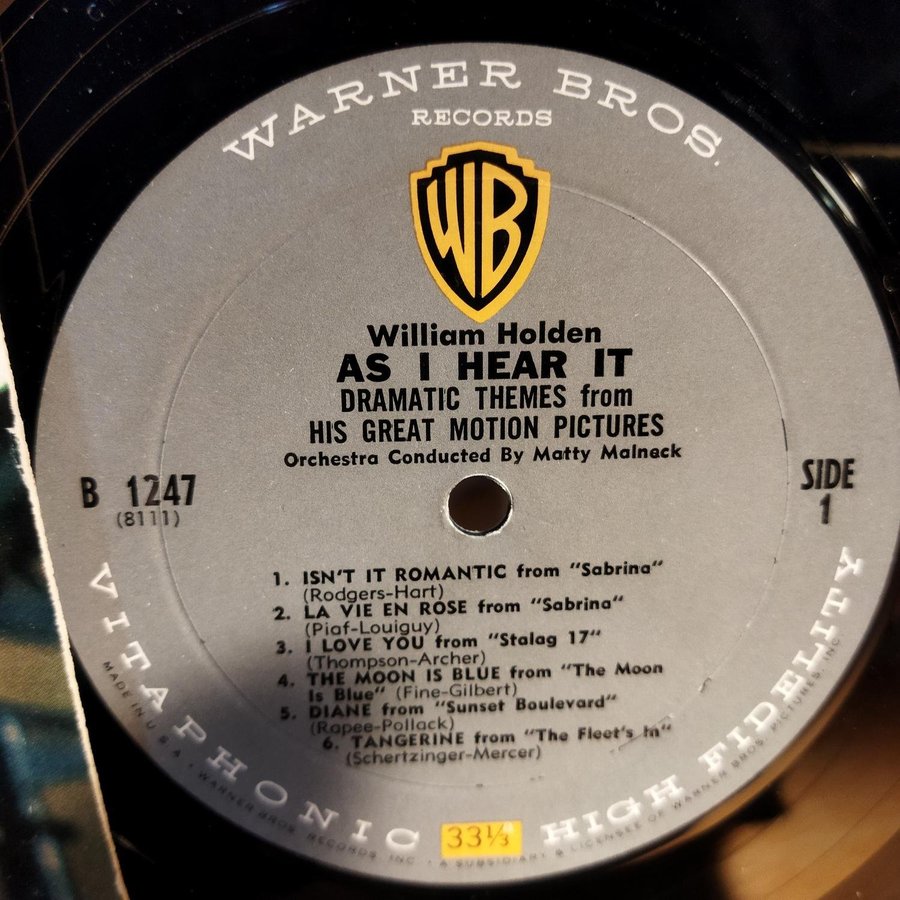 WARNER BROS.
RECORDS
WB
William Holden
AS I HEAR IT
DRAMATIC THEMES from
HIS GREAT MOTION PICTURES
Orchestra Conducted By Matty Malneck
B 1247
(8111)
SIDE
1
1. ISN'T IT ROMANTIC from "Sabrina"
(Rodgers-Hart)
2. LA VIE EN ROSE from "Sabrina"
(Piaf-Louiguy)
3. I LOVE YOU from "Stalag 17"
(Thompson-Archer)
4. THE MOON IS BLUE from "The Moon
Is Blue" (Fine-Gilbert)
5. DIANE from "Sunset Boulevard"
(Rapee-Pollack)
6. TANGERINE from "The Fleet's In"
(Schertzinger-Mercer)
VITAPHONIC 33⅓ HIGH FIDELITY
MADE IN U.S.A. • WARNER BROS. RECORDS, INC. • A SUBSIDIARY & LICENSEE OF WARNER BROS. PICTURES, INC.